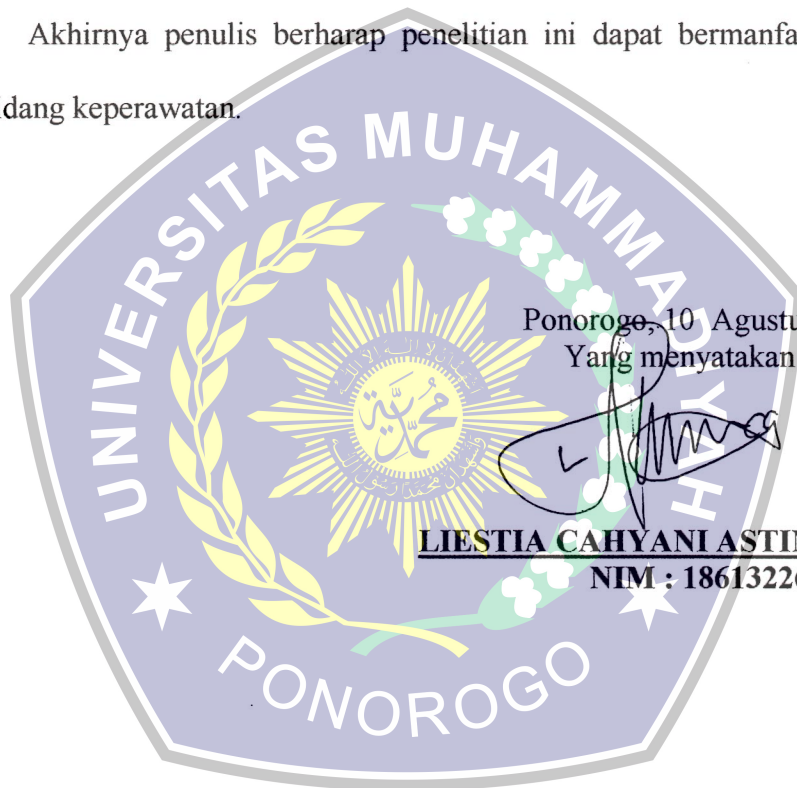 Akhirnya penulis berharap penelitian ini dapat bermanfa
dang keperawatan.
UNIVERSITAS MUHAMMADIYAH
Ponorogo, 10 Agustu
Yang menyatakan
LIESTIA CAHYANI ASTIN
NIM : 1861322
PONOROGO